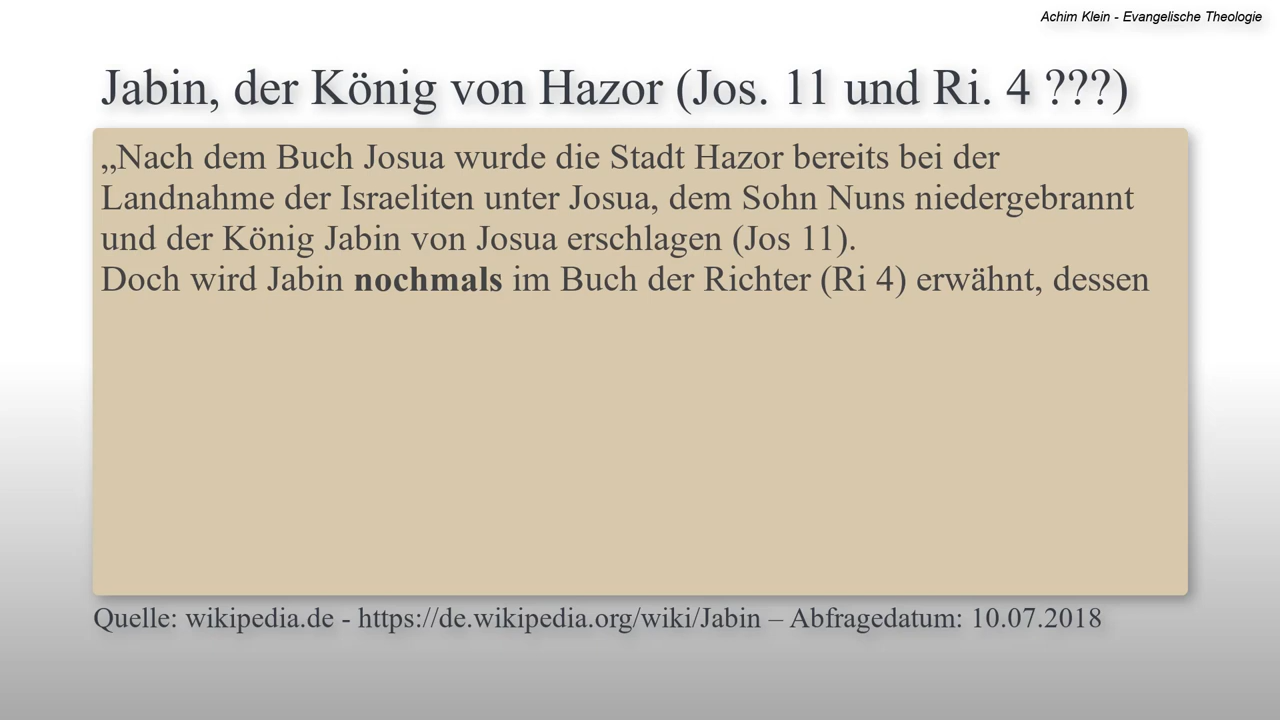 Achim Klein - Evangelische Theologie
Jabin, der König von Hazor (Jos. 11 und Ri. 4 ???)
„Nach dem Buch Josua wurde die Stadt Hazor bereits bei der
Landnahme der Israeliten unter Josua, dem Sohn Nuns niedergebrannt
und der König Jabin von Josua erschlagen (Jos 11).
Doch wird Jabin nochmals im Buch der Richter (Ri 4) erwähnt, dessen
Quelle: wikipedia.de - https://de.wikipedia.org/wiki/Jabin – Abfragedatum: 10.07.2018